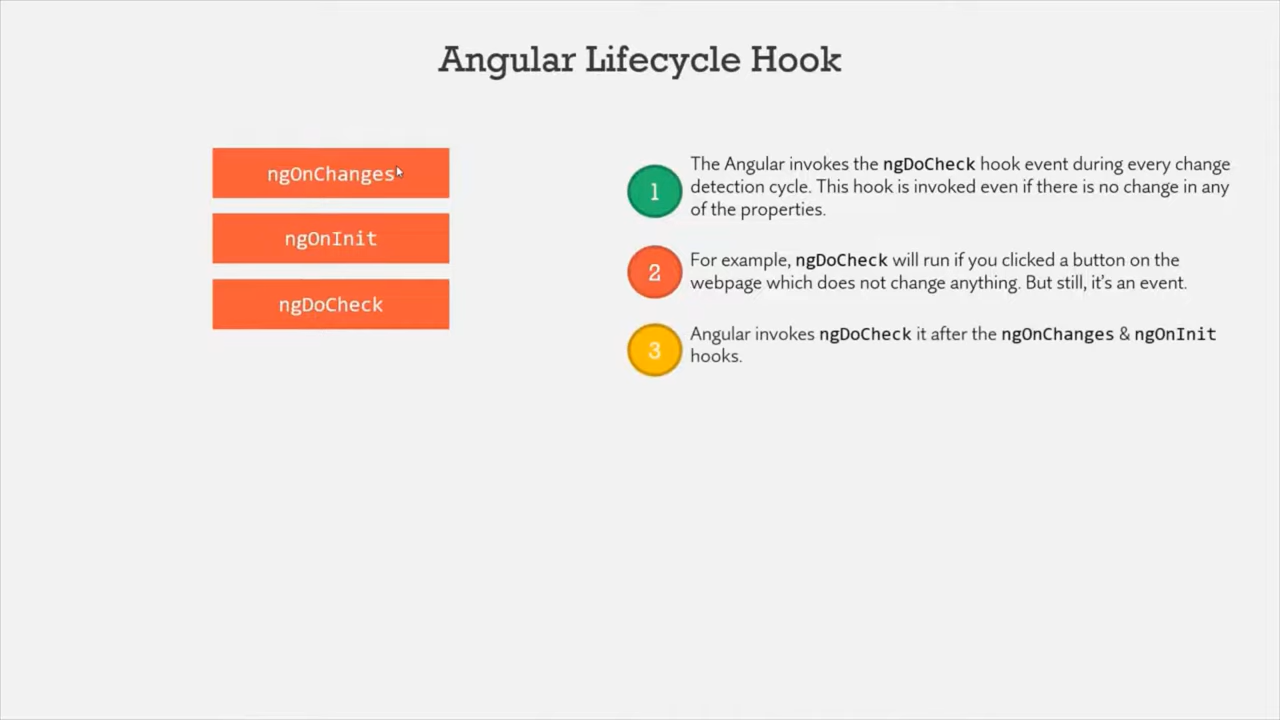 Angular Lifecycle Hook
ngOnChanges
ngOnInit
ngDoCheck
1
The Angular invokes the ngDoCheck hook event during every change
detection cycle. This hook is invoked even if there is no change in any
of the properties.
2
For example, ngDoCheck will run if you clicked a button on the
webpage which does not change anything. But still, it's an event.
3
Angular invokes ngDoCheck it after the ngOnChanges & ngOnInit
hooks.